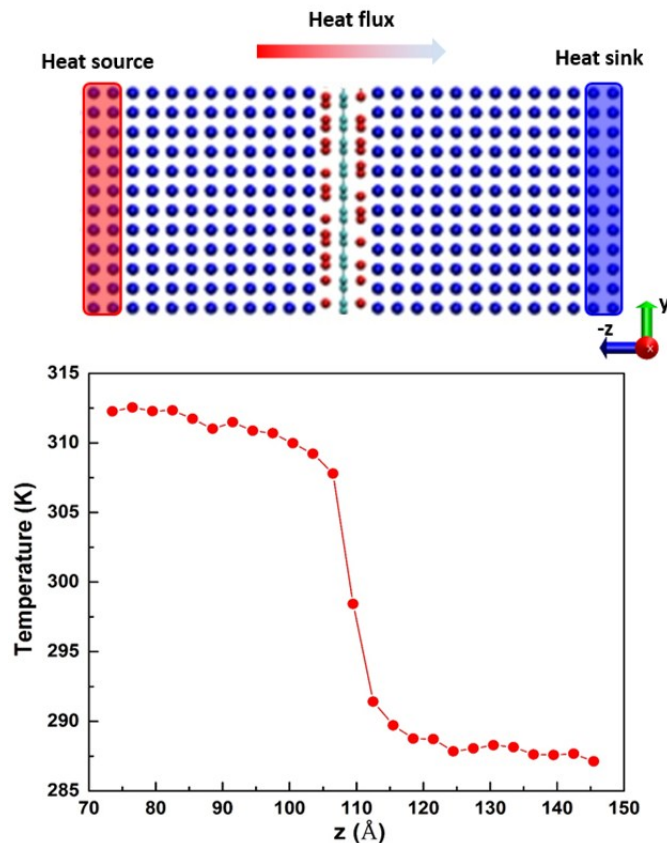 Heat flux
Heat source
Heat sink
y
-z
x
315
310
305
300
295
290
285
Temperature (K)
70 80 90 100 110 120 130 140 150
z (Å)